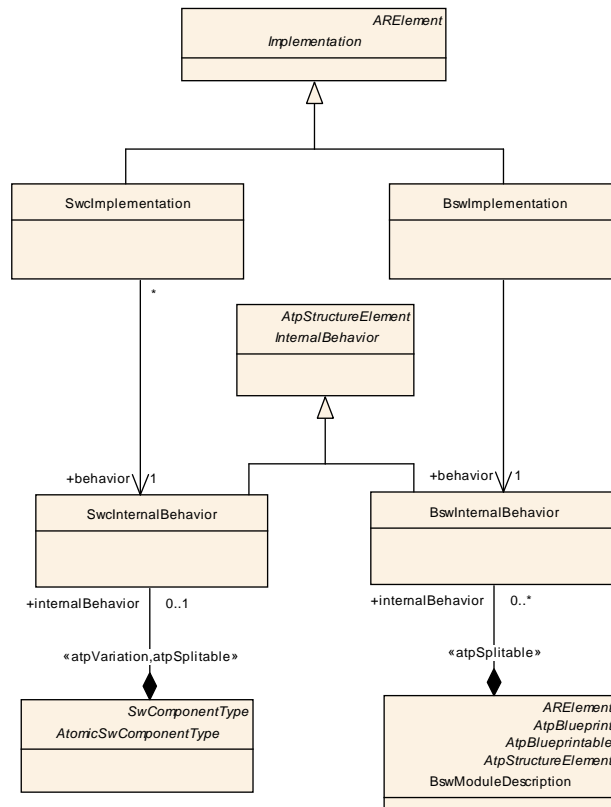 ARElement
Implementation
SwcImplementation
BswImplementation
*
AtpStructureElement
InternalBehavior
+behavior
1
+behavior
1
SwcInternalBehavior
BswInternalBehavior
+internalBehavior
0..1
+internalBehavior
0..*
«atpVariation,atpSplitable»
«atpSplitable»
SwComponentType
AtomicSwComponentType
ARElement
AtpBlueprint
AtpBlueprintable
AtpStructureElement
BswModuleDescription